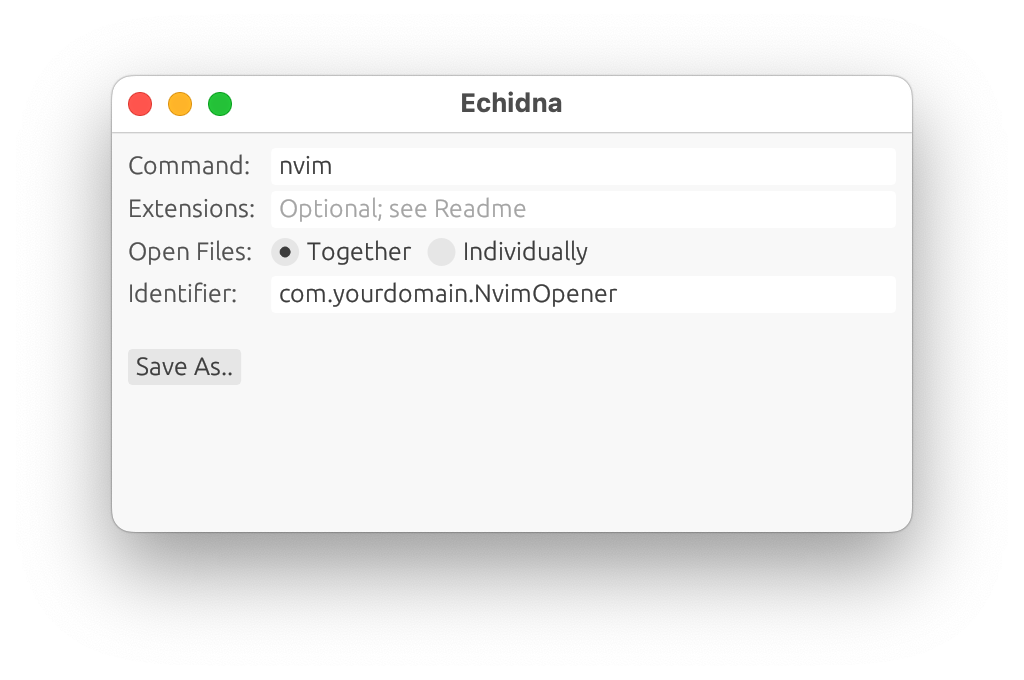 Echidna
Command: nvim
Extensions: Optional; see Readme
Open Files: Together Individually
Identifier: com.yourdomain.NvimOpener
Save As..